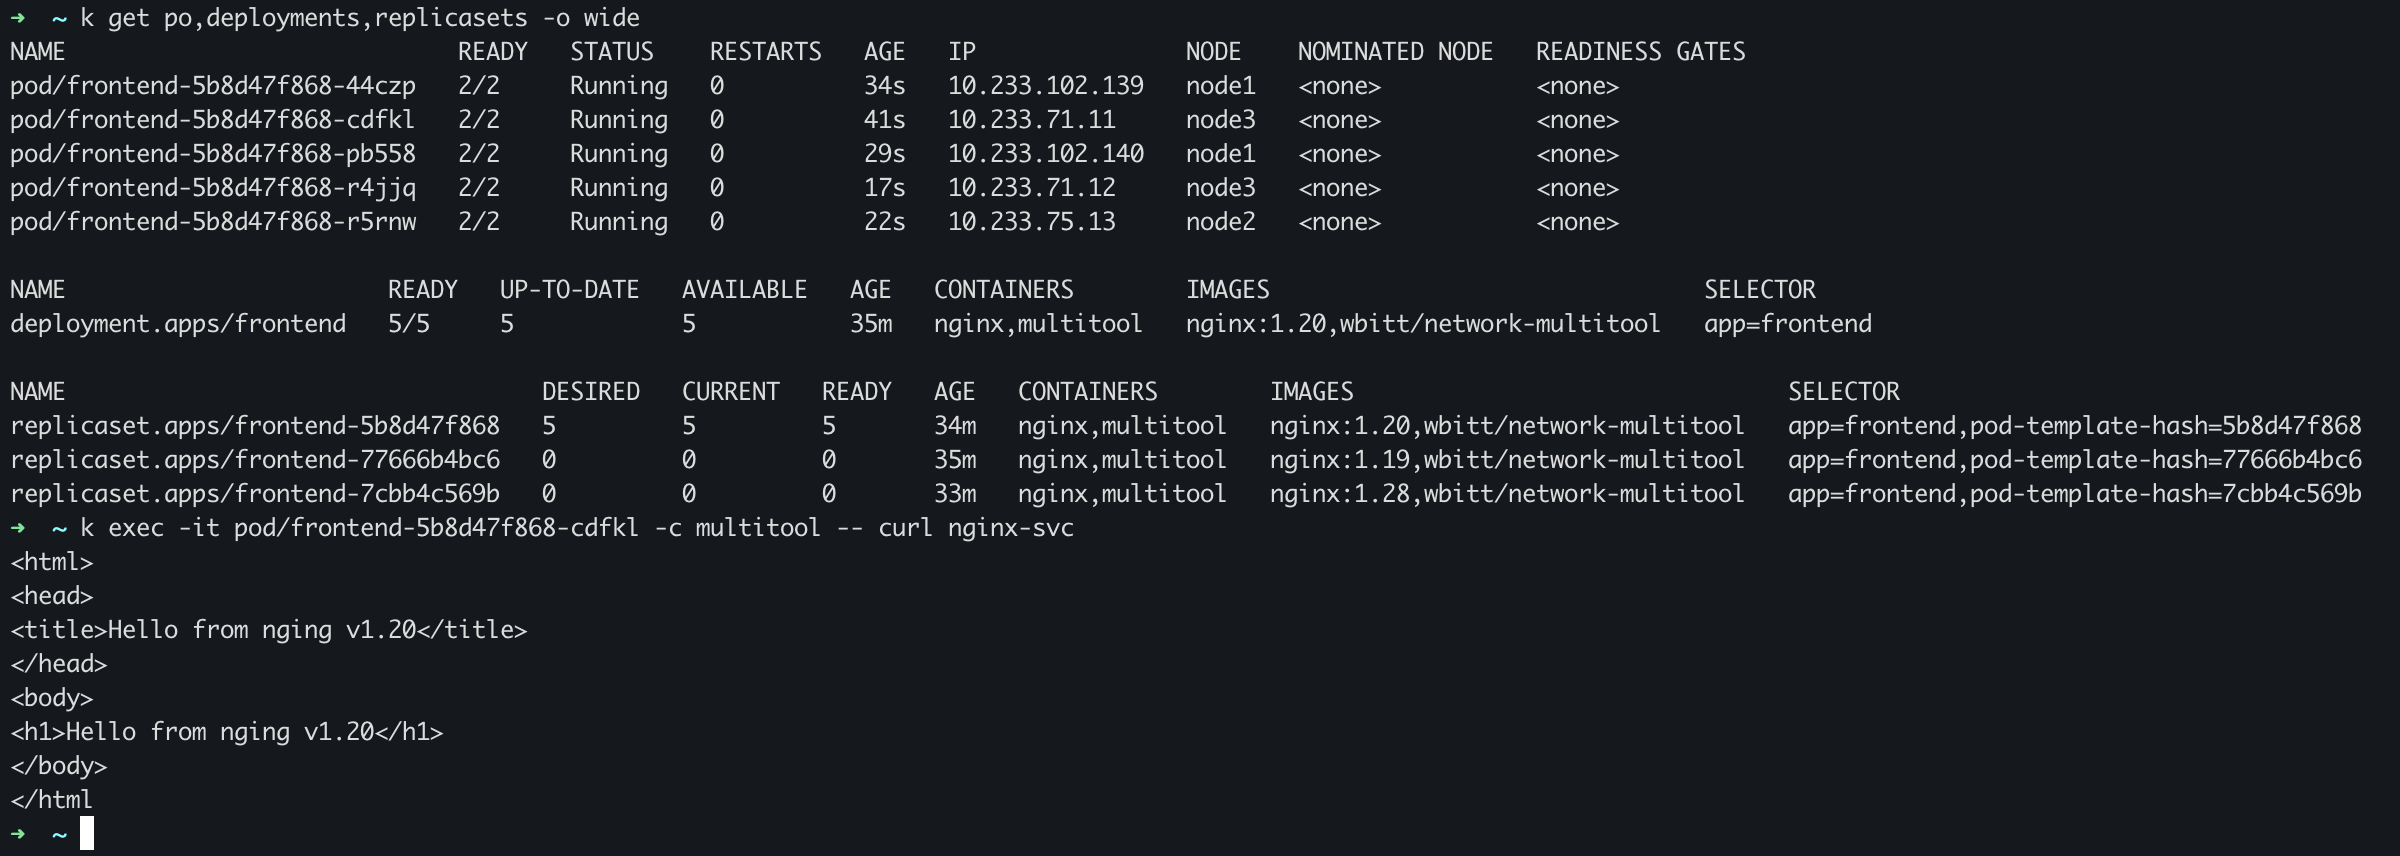 ➜  ~ k get po,deployments,replicasets -o wide
NAME                            READY   STATUS    RESTARTS   AGE   IP               NODE    NOMINATED NODE   READINESS GATES
pod/frontend-5b8d47f868-44czp   2/2     Running   0          34s   10.233.102.139   node1   <none>           <none>
pod/frontend-5b8d47f868-cdfkl   2/2     Running   0          41s   10.233.71.11     node3   <none>           <none>
pod/frontend-5b8d47f868-pb558   2/2     Running   0          29s   10.233.102.140   node1   <none>           <none>
pod/frontend-5b8d47f868-r4jjq   2/2     Running   0          17s   10.233.71.12     node3   <none>           <none>
pod/frontend-5b8d47f868-r5rnw   2/2     Running   0          22s   10.233.75.13     node2   <none>           <none>

NAME                       READY   UP-TO-DATE   AVAILABLE   AGE   CONTAINERS        IMAGES                               SELECTOR
deployment.apps/frontend   5/5     5            5           35m   nginx,multitool   nginx:1.20,wbitt/network-multitool   app=frontend

NAME                                  DESIRED   CURRENT   READY   AGE   CONTAINERS        IMAGES                               SELECTOR
replicaset.apps/frontend-5b8d47f868   5         5         5       34m   nginx,multitool   nginx:1.20,wbitt/network-multitool   app=frontend,pod-template-hash=5b8d47f868
replicaset.apps/frontend-77666b4bc6   0         0         0       35m   nginx,multitool   nginx:1.19,wbitt/network-multitool   app=frontend,pod-template-hash=77666b4bc6
replicaset.apps/frontend-7cbb4c569b   0         0         0       33m   nginx,multitool   nginx:1.28,wbitt/network-multitool   app=frontend,pod-template-hash=7cbb4c569b
➜  ~ k exec -it pod/frontend-5b8d47f868-cdfkl -c multitool -- curl nginx-svc
<html>
<head>
<title>Hello from nging v1.20</title>
</head>
<body>
<h1>Hello from nging v1.20</h1>
</body>
</html
➜  ~